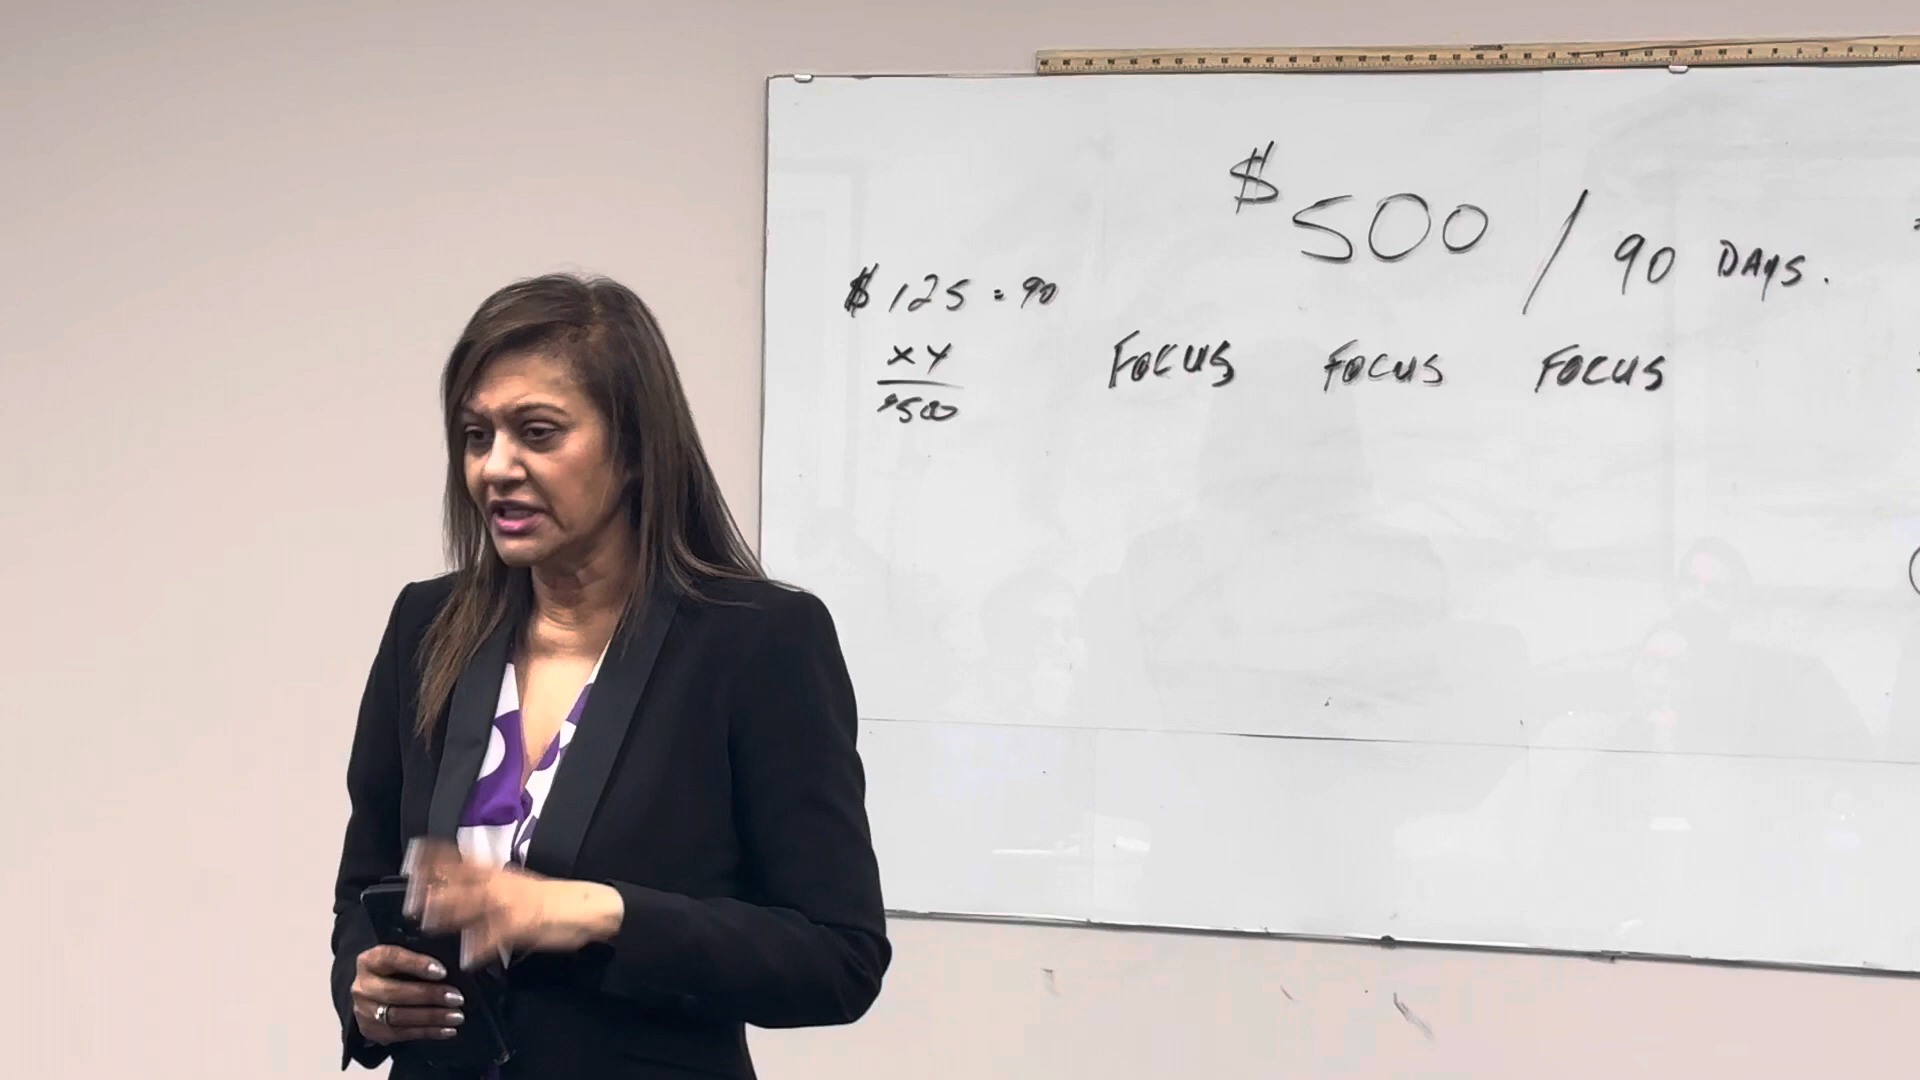 $500 / 90 DAYS.
$125 = 90
x4
$500
FOCUS FOCUS FOCUS